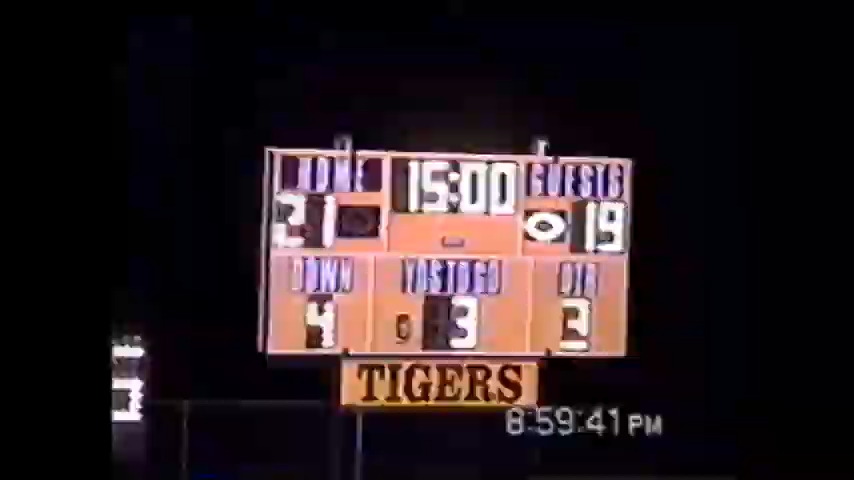 HOME 15:00 GUESTS
21 19
DOWN YDS TO GO QTR
4 3 2
TIGERS
8:59:41 PM